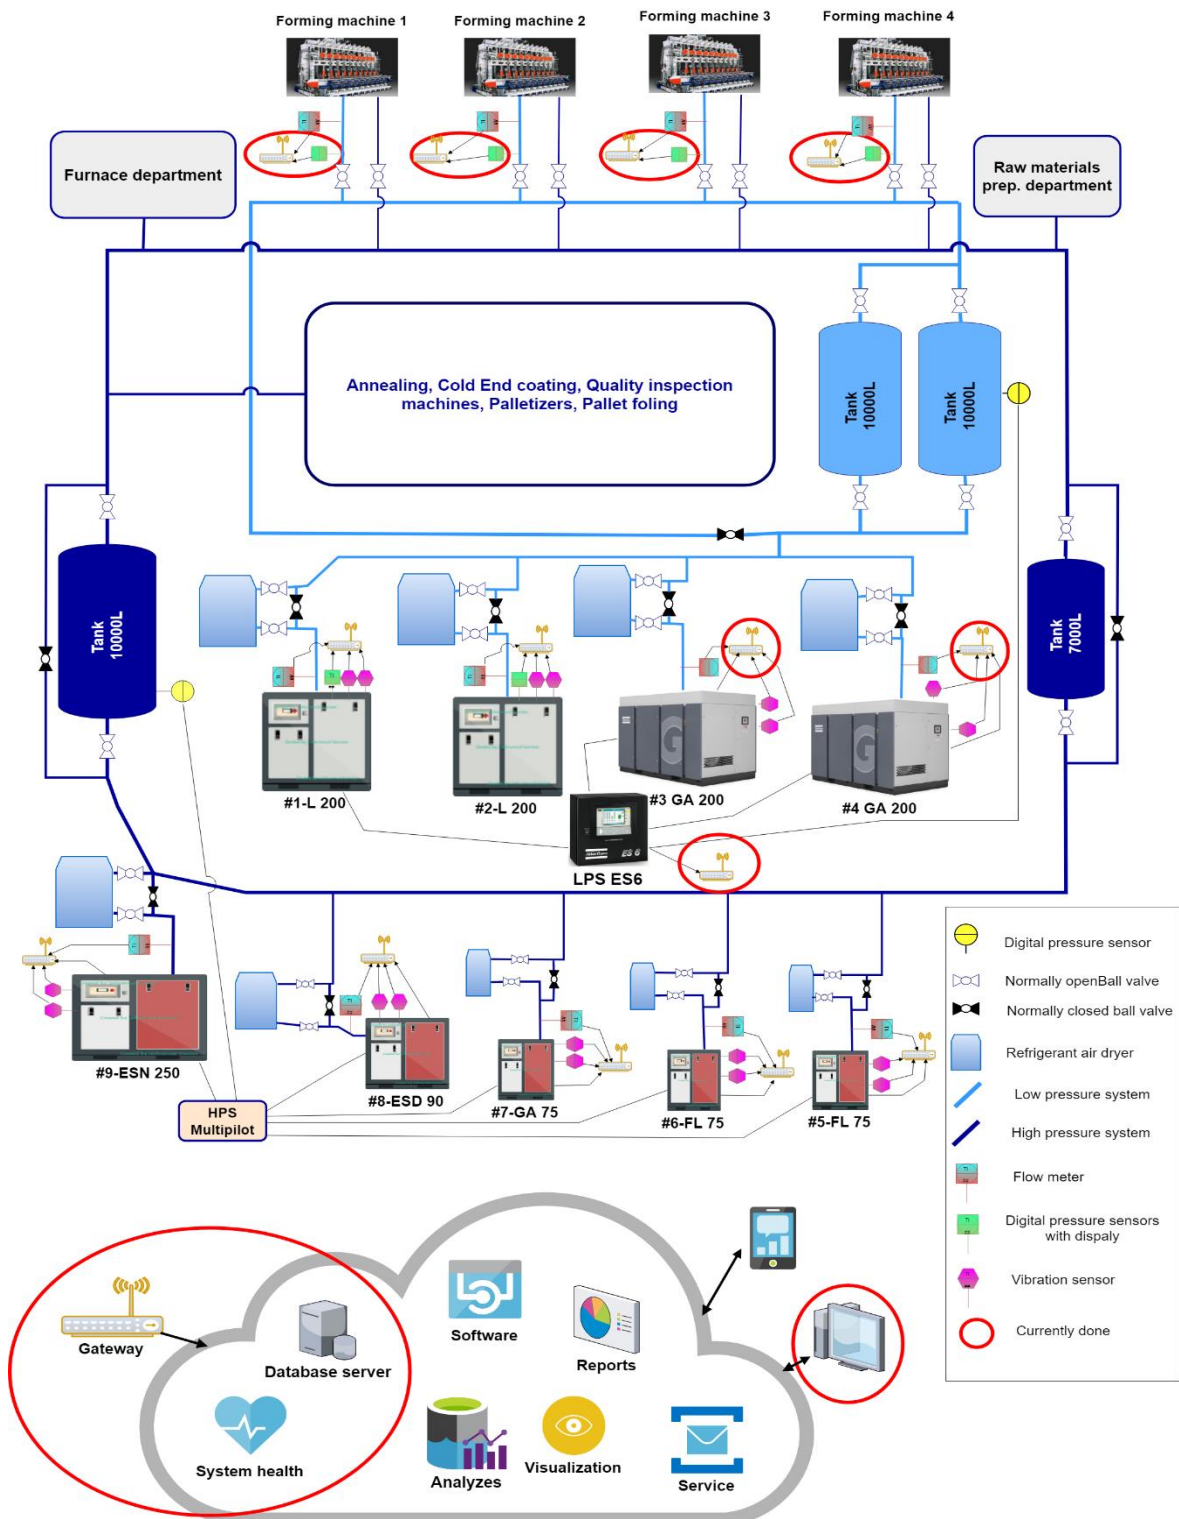 Forming machine 1
Forming machine 2
Forming machine 3
Forming machine 4
Furnace department
Raw materials
prep. department
Annealing, Cold End coating, Quality inspection
machines, Palletizers, Pallet foling
Tank
10000L
Tank
10000L
Tank
10000L
Tank
7000L
#1-L 200
#2-L 200
#3 GA 200
#4 GA 200
ES 6
LPS ES6
#9-ESN 250
#8-ESD 90
#7-GA 75
#6-FL 75
#5-FL 75
HPS
Multipilot
Digital pressure sensor
Normally openBall valve
Normally closed ball valve
Refrigerant air dryer
Low pressure system
High pressure system
Flow meter
Digital pressure sensors
with dispaly
Vibration sensor
Currently done
Gateway
Database server
System health
Software
Reports
Analyzes
Visualization
Service